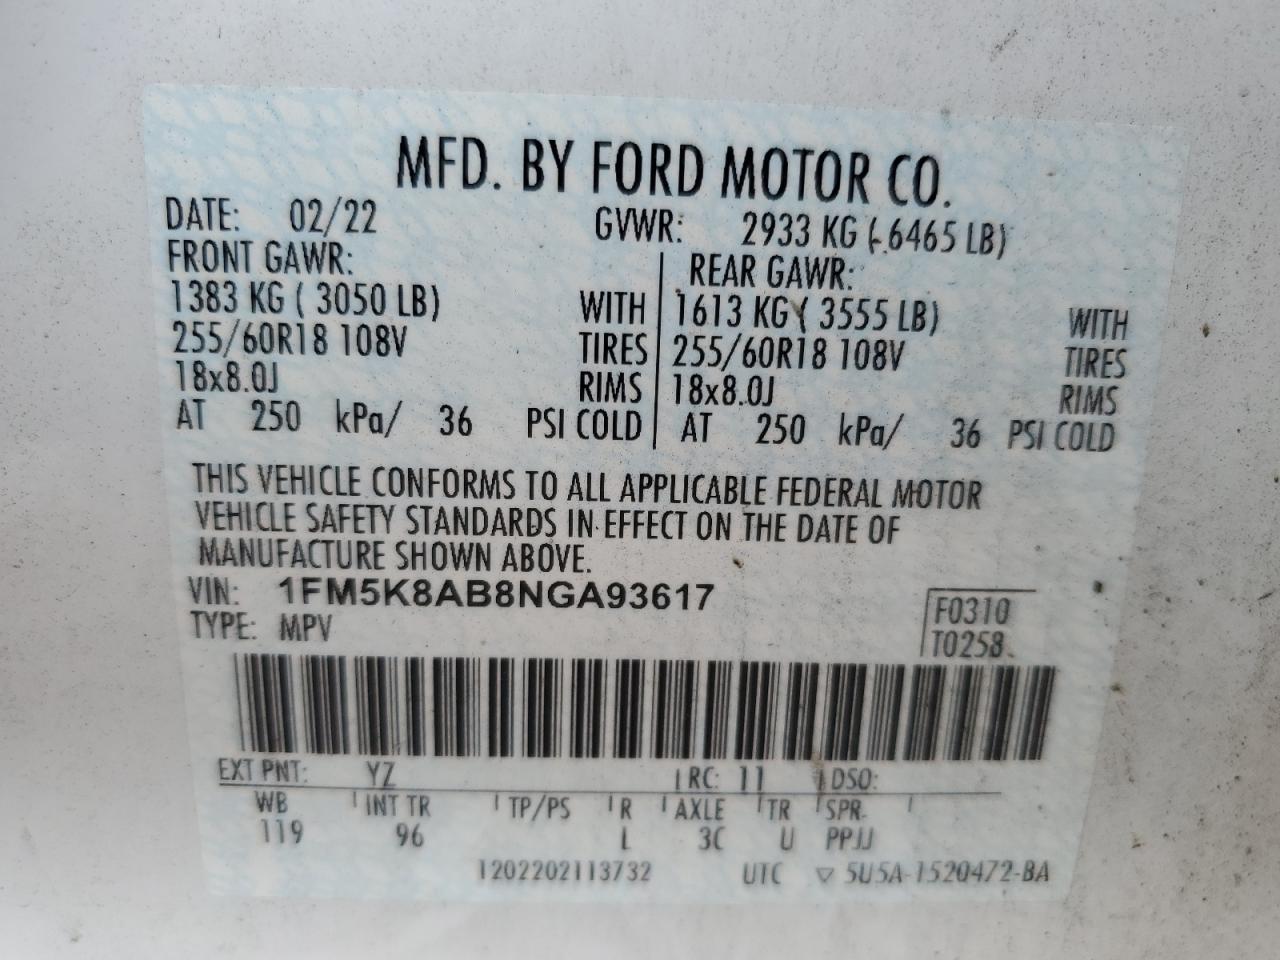 MFD. BY FORD MOTOR CO.
DATE: 02/22 GVWR: 2933 KG ( 6465 LB)
FRONT GAWR: REAR GAWR:
1383 KG ( 3050 LB) WITH 1613 KG ( 3555 LB) WITH
255/60R18 108V TIRES 255/60R18 108V TIRES
18x8.0J RIMS 18x8.0J RIMS
AT 250 kPa/ 36 PSI COLD AT 250 kPa/ 36 PSI COLD
THIS VEHICLE CONFORMS TO ALL APPLICABLE FEDERAL MOTOR
VEHICLE SAFETY STANDARDS IN EFFECT ON THE DATE OF
MANUFACTURE SHOWN ABOVE.
VIN: 1FM5K8AB8NGA93617
TYPE: MPV
F0310
T0258
EXT PNT: YZ RC: 11 DSO:
WB INT TR TP/PS R AXLE TR SPR
119 96 L 3C U PPJJ
1202202113732 UTC ▽ 5U5A-1520472-BA